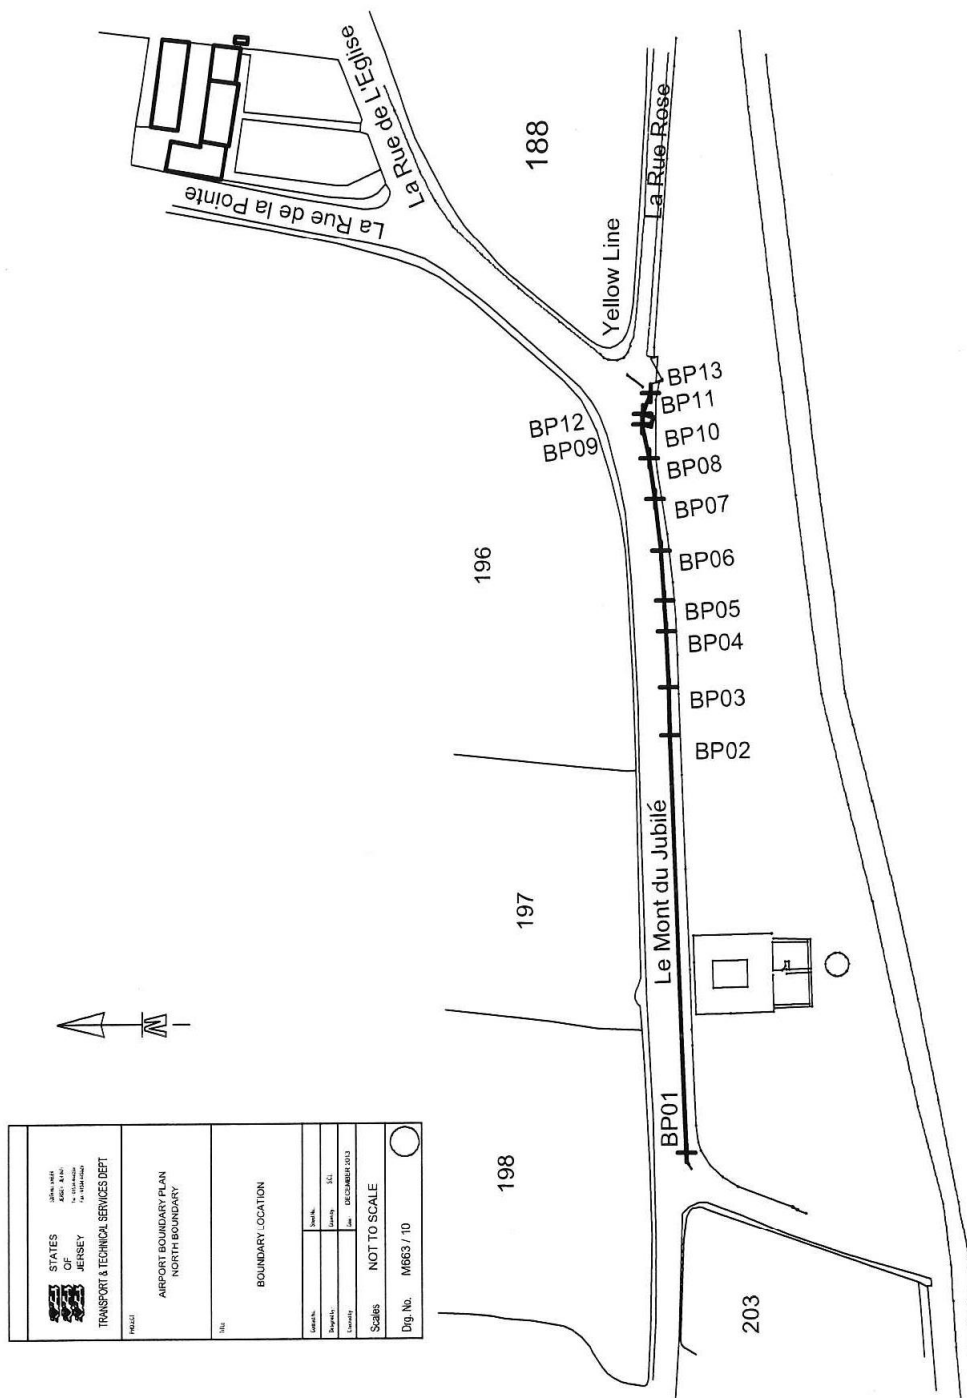 La Rue de L'Eglise
La Rue de la Pointe
188
La Rue Rose
Yellow Line
BP13
BP11
BP12
BP10
BP09
BP08
BP07
196
BP06
BP05
BP04
BP03
BP02
Le Mont du Jubilé
197
BP01
198
203
N
STATES
OF
JERSEY
TRANSPORT & TECHNICAL SERVICES DEPT
PROJECT
AIRPORT BOUNDARY PLAN
NORTH BOUNDARY
Title
BOUNDARY LOCATION
DECEMBER 2013
Scales NOT TO SCALE
Drg. No. M663 / 10